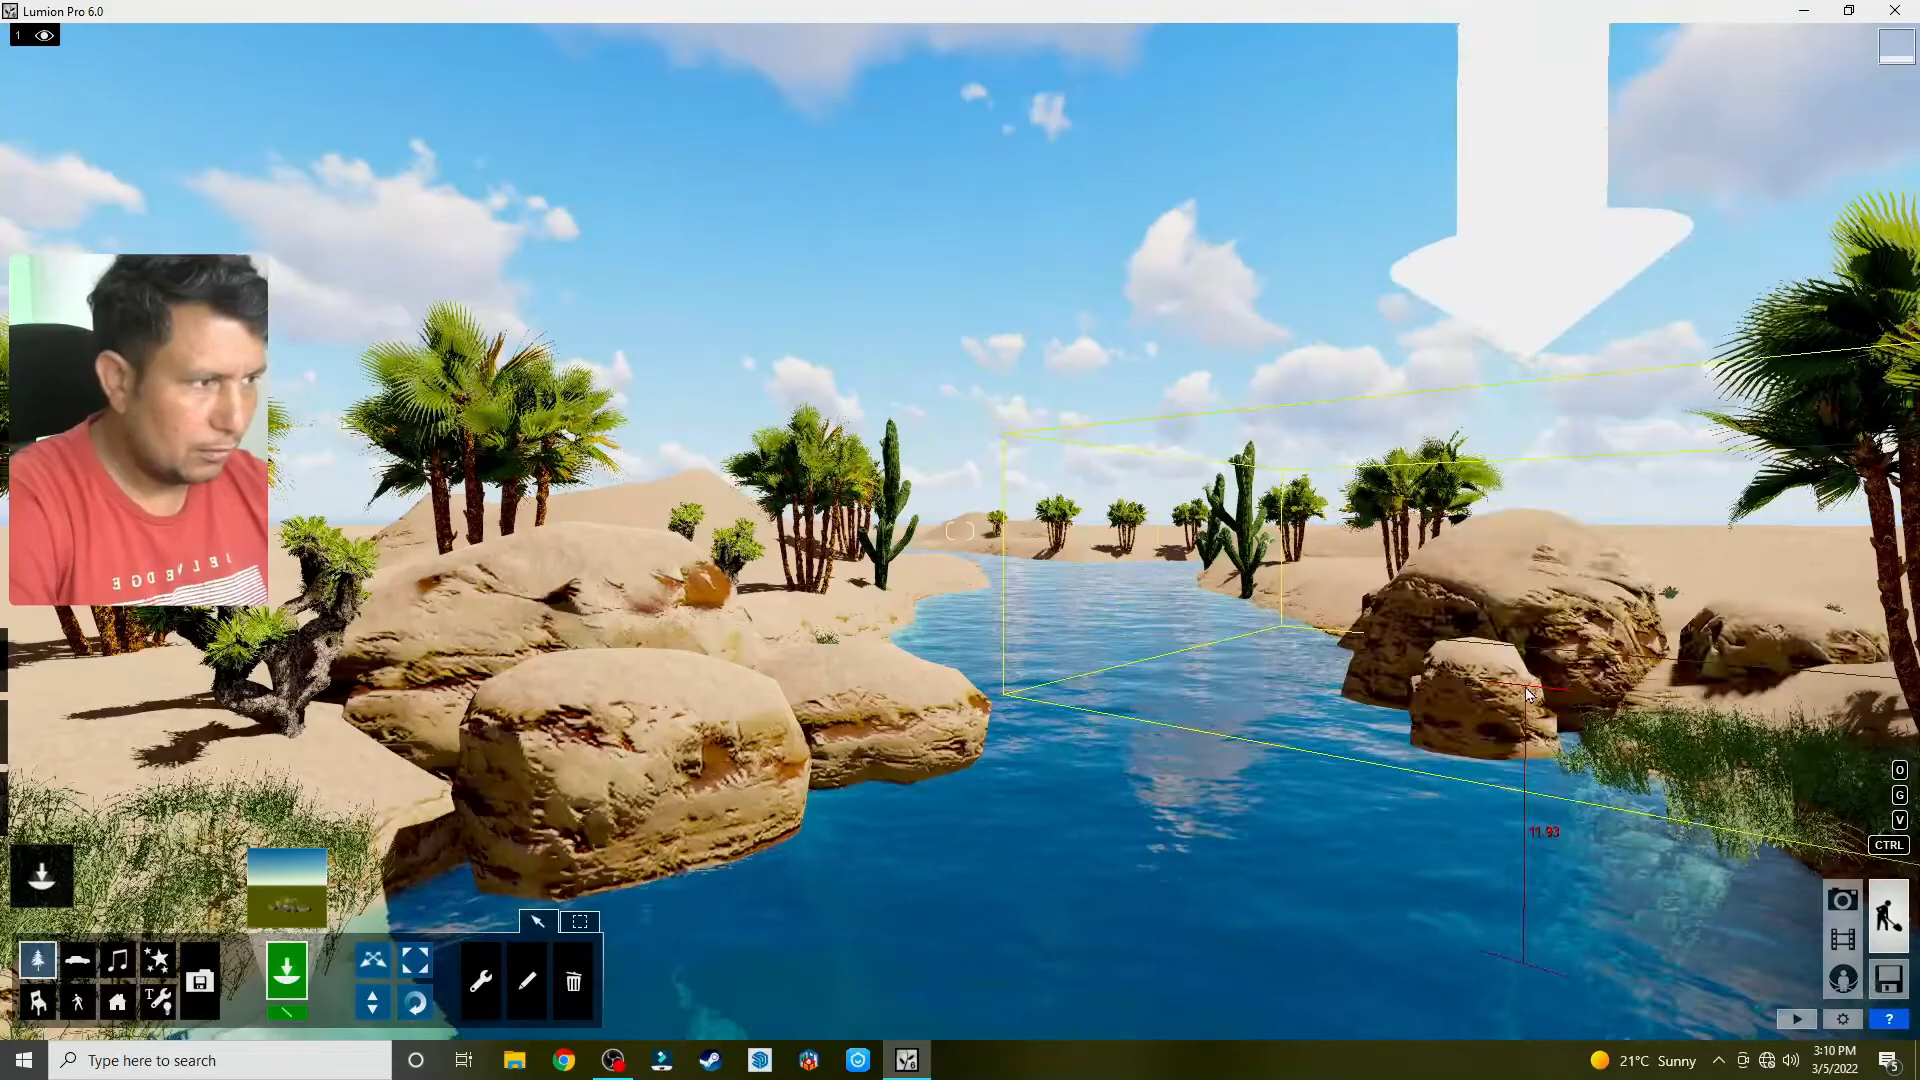 Lumion Pro 6.0
1
11.93
O
G
V
CTRL
T
?
Type here to search
21°C Sunny
3:10 PM
3/5/2022
5